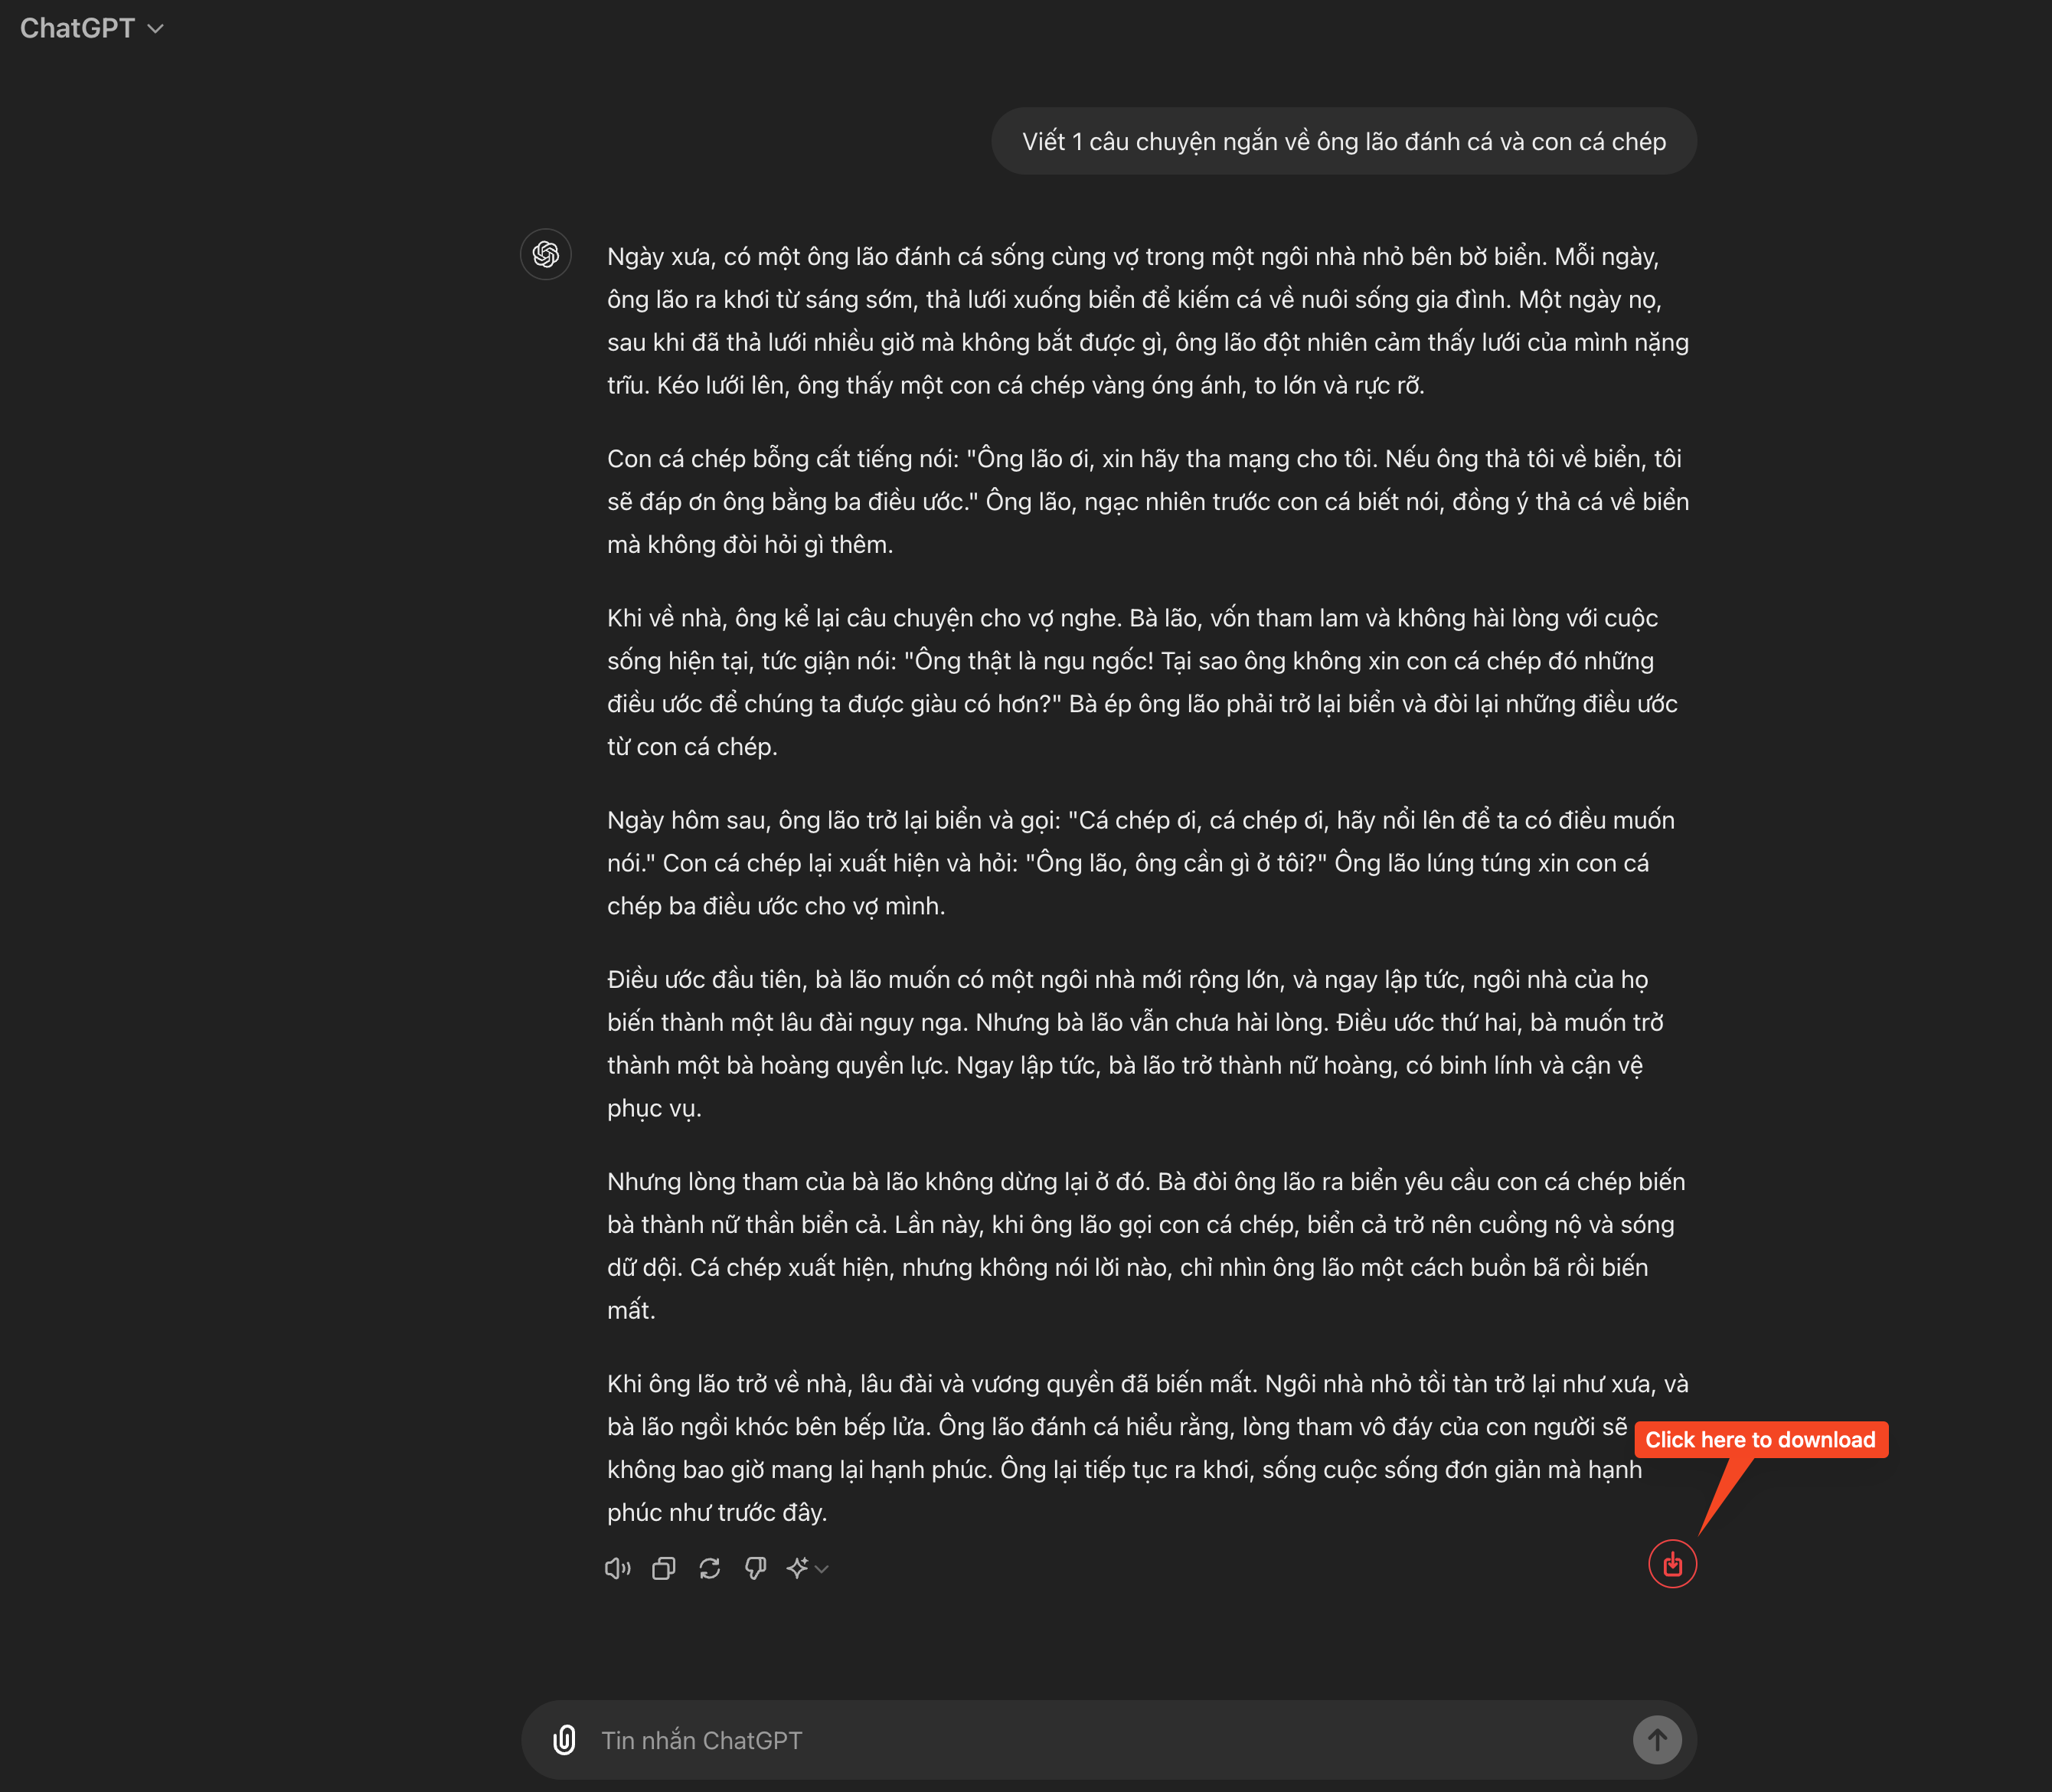 ChatGPT
Viết 1 câu chuyện ngắn về ông lão đánh cá và con cá chép
Ngày xưa, có một ông lão đánh cá sống cùng vợ trong một ngôi nhà nhỏ bên bờ biển. Mỗi ngày,
ông lão ra khơi từ sáng sớm, thả lưới xuống biển để kiếm cá về nuôi sống gia đình. Một ngày nọ,
sau khi đã thả lưới nhiều giờ mà không bắt được gì, ông lão đột nhiên cảm thấy lưới của mình nặng
trĩu. Kéo lưới lên, ông thấy một con cá chép vàng óng ánh, to lớn và rực rỡ.
Con cá chép bỗng cất tiếng nói: "Ông lão ơi, xin hãy tha mạng cho tôi. Nếu ông thả tôi về biển, tôi
sẽ đáp ơn ông bằng ba điều ước." Ông lão, ngạc nhiên trước con cá biết nói, đồng ý thả cá về biển
mà không đòi hỏi gì thêm.
Khi về nhà, ông kể lại câu chuyện cho vợ nghe. Bà lão, vốn tham lam và không hài lòng với cuộc
sống hiện tại, tức giận nói: "Ông thật là ngu ngốc! Tại sao ông không xin con cá chép đó những
điều ước để chúng ta được giàu có hơn?" Bà ép ông lão phải trở lại biển và đòi lại những điều ước
từ con cá chép.
Ngày hôm sau, ông lão trở lại biển và gọi: "Cá chép ơi, cá chép ơi, hãy nổi lên để ta có điều muốn
nói." Con cá chép lại xuất hiện và hỏi: "Ông lão, ông cần gì ở tôi?" Ông lão lúng túng xin con cá
chép ba điều ước cho vợ mình.
Điều ước đầu tiên, bà lão muốn có một ngôi nhà mới rộng lớn, và ngay lập tức, ngôi nhà của họ
biến thành một lâu đài nguy nga. Nhưng bà lão vẫn chưa hài lòng. Điều ước thứ hai, bà muốn trở
thành một bà hoàng quyền lực. Ngay lập tức, bà lão trở thành nữ hoàng, có binh lính và cận vệ
phục vụ.
Nhưng lòng tham của bà lão không dừng lại ở đó. Bà đòi ông lão ra biển yêu cầu con cá chép biến
bà thành nữ thần biển cả. Lần này, khi ông lão gọi con cá chép, biển cả trở nên cuồng nộ và sóng
dữ dội. Cá chép xuất hiện, nhưng không nói lời nào, chỉ nhìn ông lão một cách buồn bã rồi biến
mất.
Khi ông lão trở về nhà, lâu đài và vương quyền đã biến mất. Ngôi nhà nhỏ tồi tàn trở lại như xưa, và
bà lão ngồi khóc bên bếp lửa. Ông lão đánh cá hiểu rằng, lòng tham vô đáy của con người sẽ
không bao giờ mang lại hạnh phúc. Ông lại tiếp tục ra khơi, sống cuộc sống đơn giản mà hạnh
phúc như trước đây.
Click here to download
Tin nhắn ChatGPT